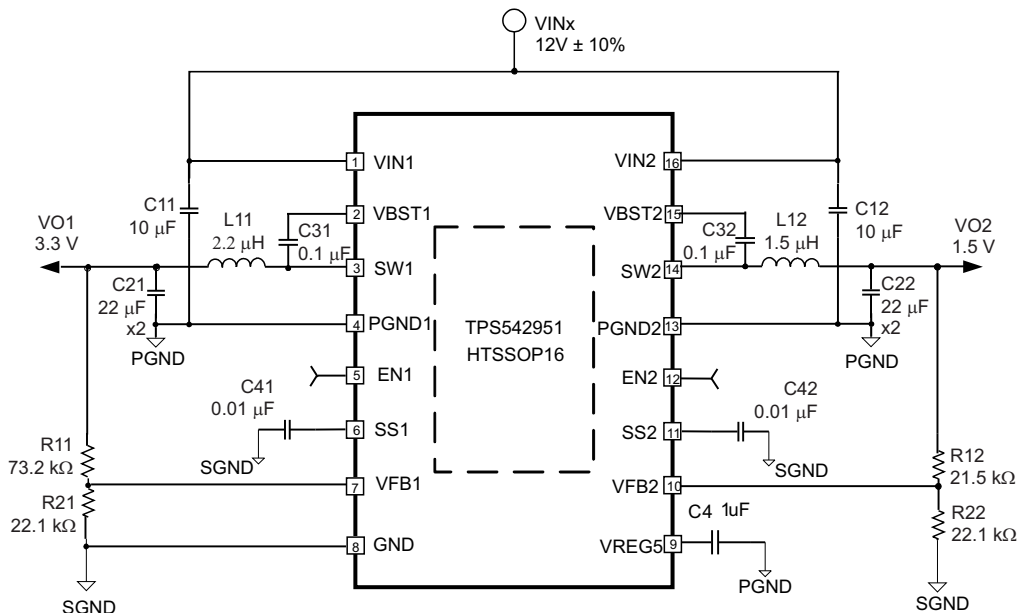 VINx
12V ± 10%
1
VIN1
VIN2
16
C11
10 μF
2
VBST1
VBST2
15
C12
10 μF
VO1
3.3 V
L11
2.2 μH
C31
0.1 μF
C32
0.1 μF
L12
1.5 μH
VO2
1.5 V
3
SW1
SW2
14
C21
22 μF
x2
C22
22 μF
x2
4
PGND1
TPS542951
HTSSOP16
PGND2
13
PGND
PGND
5
EN1
EN2
12
C41
0.01 μF
C42
0.01 μF
6
SS1
SS2
11
SGND
SGND
R11
73.2 kΩ
R12
21.5 kΩ
7
VFB1
VFB2
10
R21
22.1 kΩ
R22
22.1 kΩ
C4 1uF
8
GND
VREG5
9
PGND
SGND
SGND